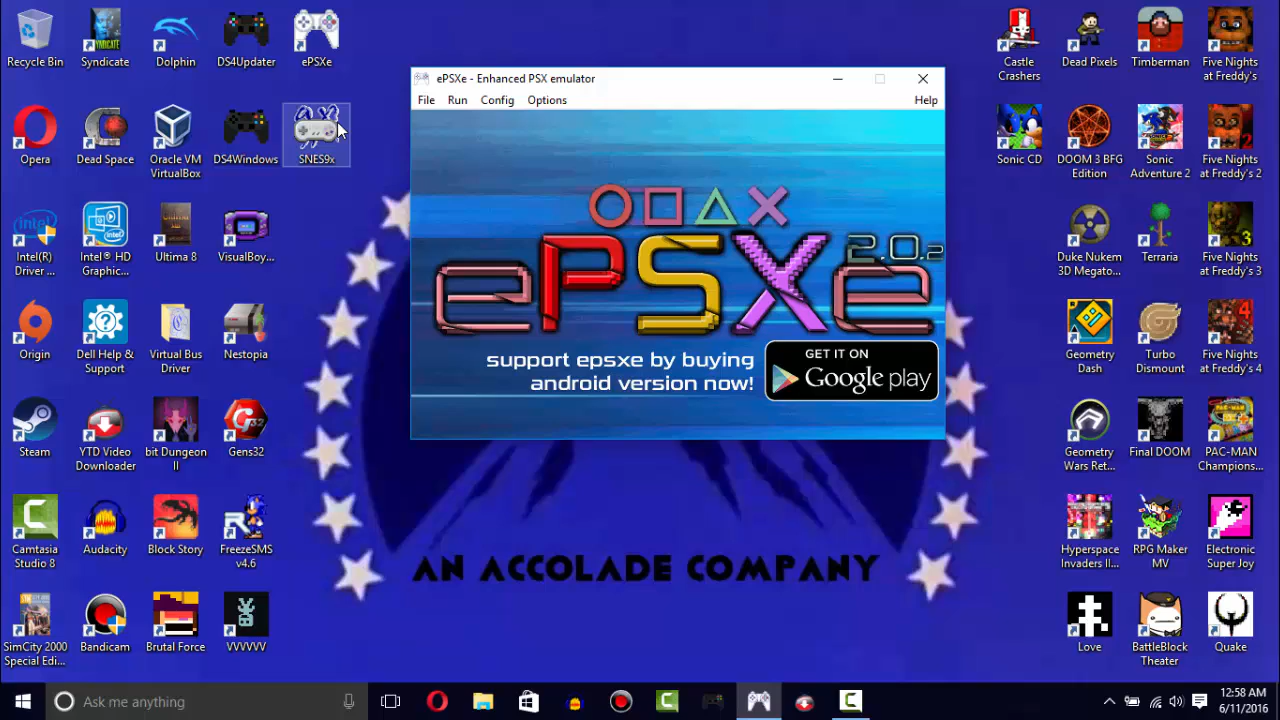 Recycle Bin
Syndicate
Dolphin
DS4Updater
ePSXe
Opera
Dead Space
Oracle VM
VirtualBox
DS4Windows
SNES9x
Intel(R)
Driver ...
Intel® HD
Graphic...
Ultima 8
VisualBoy...
Origin
Dell Help &
Support
Virtual Bus
Driver
Nestopia
Steam
YTD Video
Downloader
bit Dungeon
II
Gens32
Camtasia
Studio 8
Audacity
Block Story
FreezeSMS
v4.6
SimCity 2000
Special Edi...
Bandicam
Brutal Force
VVVVVV
ePSXe - Enhanced PSX emulator
File Run Config Options Help
ePSXe 2.0.2
support epsxe by buying
android version now!
GET IT ON
Google play
AN ACCOLADE COMPANY
Castle
Crashers
Dead Pixels
Timberman
Five Nights
at Freddy's
Sonic CD
DOOM 3 BFG
Edition
Sonic
Adventure 2
Five Nights
at Freddy's 2
Duke Nukem
3D Megato...
Terraria
Five Nights
at Freddy's 3
Geometry
Dash
Turbo
Dismount
Five Nights
at Freddy's 4
Geometry
Wars Ret...
Final DOOM
PAC-MAN
Champions...
Hyperspace
Invaders II...
RPG Maker
MV
Electronic
Super Joy
Love
BattleBlock
Theater
Quake
Ask me anything
12:58 AM
6/11/2016